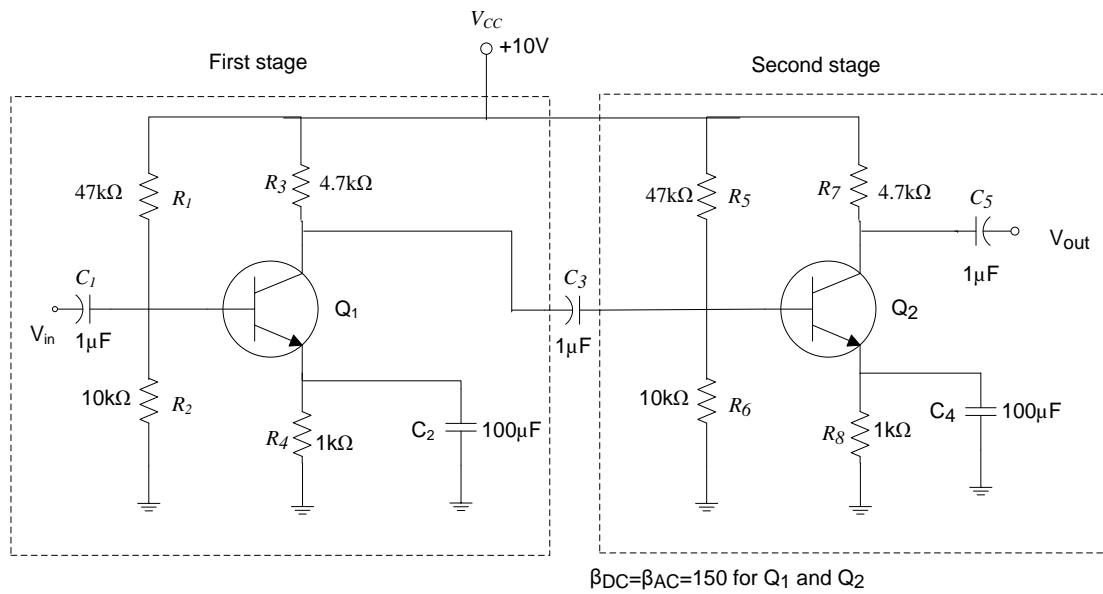 V_CC
+10V
First stage
Second stage
47kΩ
R_1
R_3
4.7kΩ
47kΩ
R_5
R_7
4.7kΩ
C_5
V_out
1μF
C_1
V_in
1μF
Q_1
C_3
1μF
Q_2
10kΩ
R_2
R_4
1kΩ
C_2
100μF
10kΩ
R_6
R_8
1kΩ
C_4
100μF
β_DC=β_AC=150 for Q_1 and Q_2